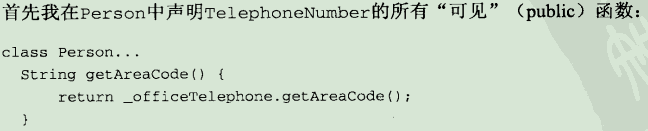 首先我在Person中声明TelephoneNumber的所有“可见”（public）函数：
class Person...
  String getAreaCode() {
      return _officeTelephone.getAreaCode();
  }